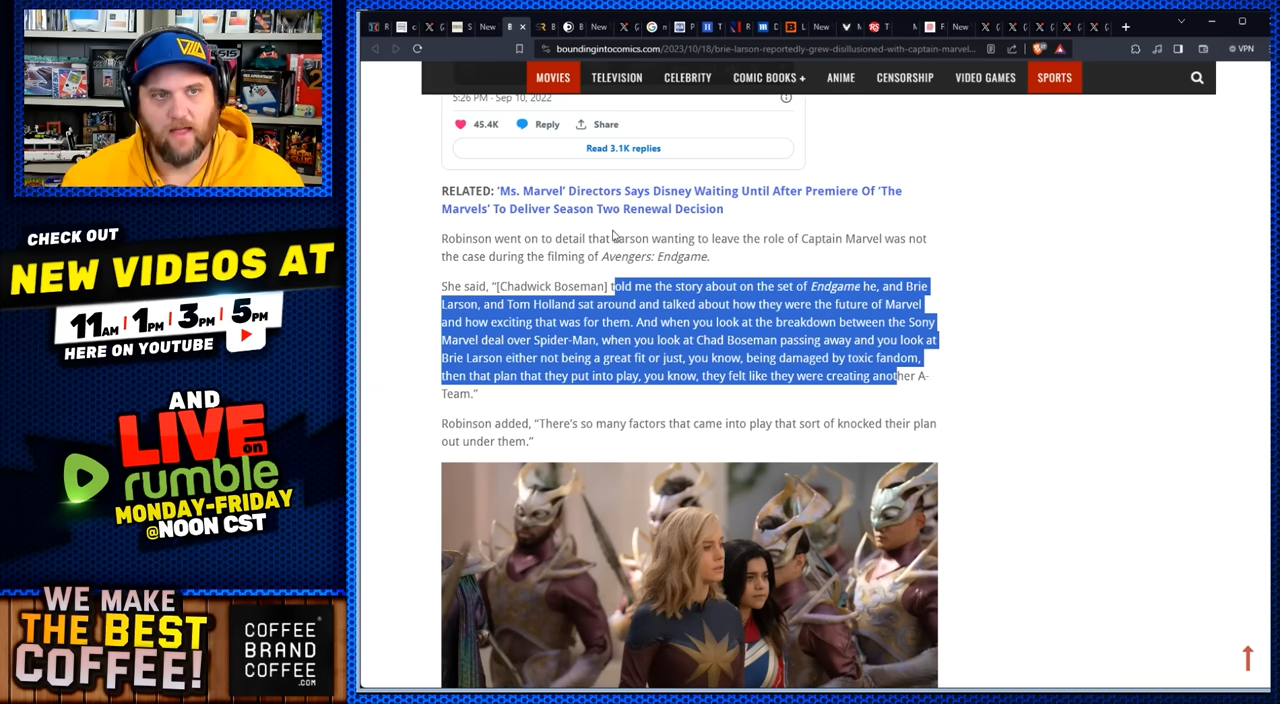 CHECK OUT
NEW VIDEOS AT
11AM | 1PM | 3PM | 5PM
HERE ON YOUTUBE
AND
LIVE on
rumble
MONDAY-FRIDAY
@NOON CST
WE MAKE
THE BEST
COFFEE!
COFFEE
BRAND
COFFEE
.COM
VILLA
boundingintocomics.com/2023/10/18/brie-larson-reportedly-grew-disillusioned-with-captain-marve...
VPN
MOVIES TELEVISION CELEBRITY COMIC BOOKS + ANIME CENSORSHIP VIDEO GAMES SPORTS
5:26 PM · Sep 10, 2022
45.4K Reply Share
Read 3.1K replies
RELATED: 'Ms. Marvel' Directors Says Disney Waiting Until After Premiere Of 'The
Marvels' To Deliver Season Two Renewal Decision
Robinson went on to detail that Larson wanting to leave the role of Captain Marvel was not
the case during the filming of Avengers: Endgame.
She said, “[Chadwick Boseman] told me the story about on the set of Endgame he, and Brie
Larson, and Tom Holland sat around and talked about how they were the future of Marvel
and how exciting that was for them. And when you look at the breakdown between the Sony
Marvel deal over Spider-Man, when you look at Chad Boseman passing away and you look at
Brie Larson either not being a great fit or just, you know, being damaged by toxic fandom,
then that plan that they put into play, you know, they felt like they were creating another A-
Team.”
Robinson added, “There’s so many factors that came into play that sort of knocked their plan
out under them.”